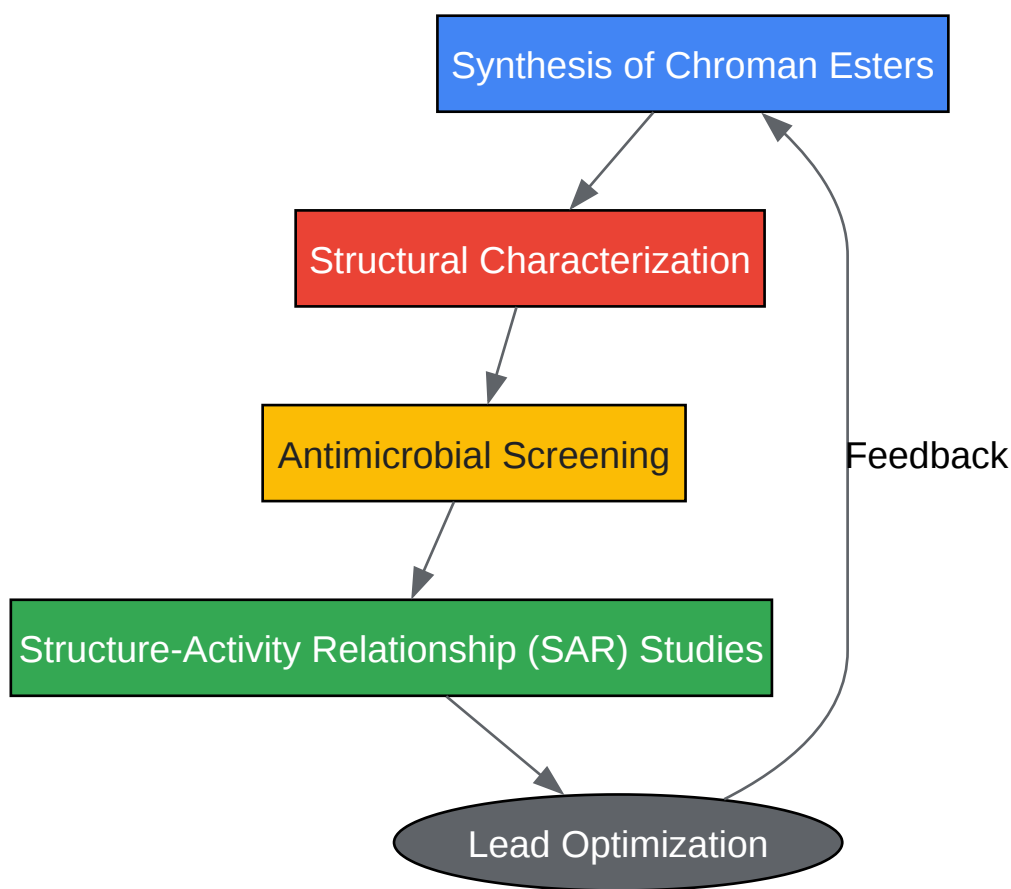 Synthesis of Chroman Esters
Structural Characterization
Antimicrobial Screening
Feedback
Structure-Activity Relationship (SAR) Studies
Lead Optimization